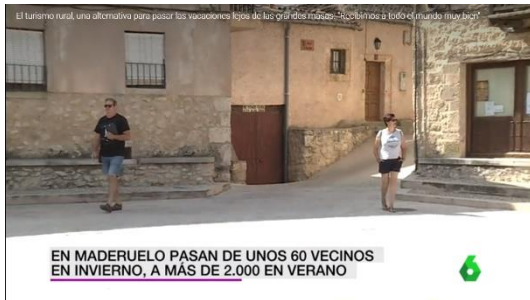 El turismo rural, una alternativa para pasar las vacaciones lejos de las grandes masas: "Recibimos a todo el mundo muy bien"
EN MADERUELO PASAN DE UNOS 60 VECINOS
EN INVIERNO, A MÁS DE 2.000 EN VERANO
6